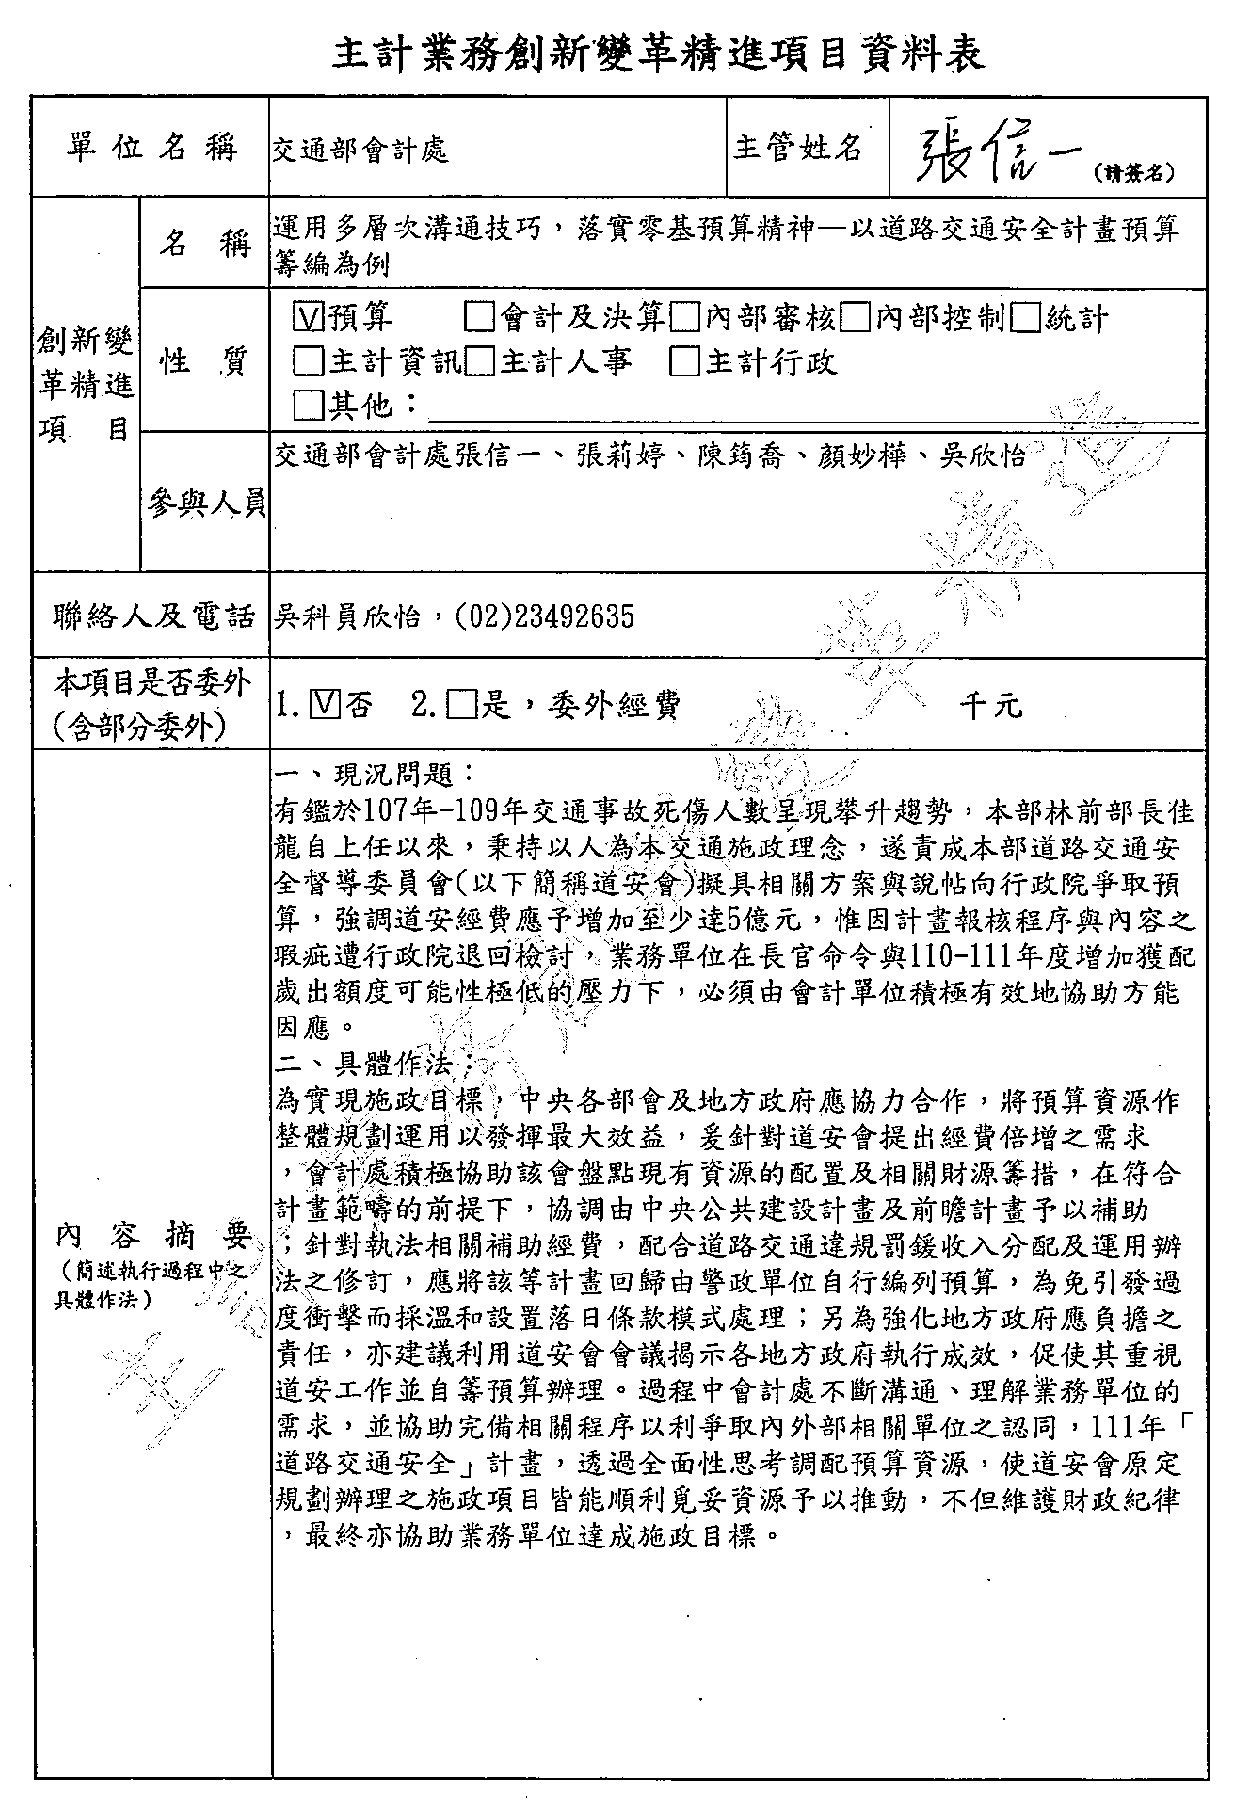 主計業務創新變革精進項目資料表
單位名稱
交通部會計處
主管姓名
張信一
(請簽名)
創新變革精進項目
名稱
運用多層次溝通技巧，落實零基預算精神—以道路交通安全計畫預算
籌編為例
性質
☑預算 □會計及決算□內部審核□內部控制□統計
□主計資訊□主計人事 □主計行政
□其他：
參與人員
交通部會計處張信一、張莉婷、陳筠喬、顏妙樺、吳欣怡
聯絡人及電話
吳科員欣怡，(02)23492635
本項目是否委外
(含部分委外)
1.☑否 2.□是，委外經費 千元
內容摘要
(簡述執行過程中之
具體作法)
一、現況問題：
有鑑於107年-109年交通事故死傷人數呈現攀升趨勢，本部林前部長佳
龍自上任以來，秉持以人為本交通施政理念，遂責成本部道路交通安
全督導委員會(以下簡稱道安會)擬具相關方案與說帖向行政院爭取預
算，強調道安經費應予增加至少達5億元，惟因計畫報核程序與內容之
瑕疵遭行政院退回檢討，業務單位在長官命令與110-111年度增加獲配
歲出額度可能性極低的壓力下，必須由會計單位積極有效地協助方能
因應。
二、具體作法：
為實現施政目標，中央各部會及地方政府應協力合作，將預算資源作
整體規劃運用以發揮最大效益，爰針對道安會提出經費倍增之需求
，會計處積極協助該會盤點現有資源的配置及相關財源籌措，在符合
計畫範疇的前提下，協調由中央公共建設計畫及前瞻計畫予以補助
；針對執法相關補助經費，配合道路交通違規罰鍰收入分配及運用辦
法之修訂，應將該等計畫回歸由警政單位自行編列預算，為免引發過
度衝擊而採溫和設置落日條款模式處理；另為強化地方政府應負擔之
責任，亦建議利用道安會會議揭示各地方政府執行成效，促使其重視
道安工作並自籌預算辦理。過程中會計處不斷溝通、理解業務單位的
需求，並協助完備相關程序以利爭取內外部相關單位之認同，111年「
道路交通安全」計畫，透過全面性思考調配預算資源，使道安會原定
規劃辦理之施政項目皆能順利覓妥資源予以推動，不但維護財政紀律
，最終亦協助業務單位達成施政目標。